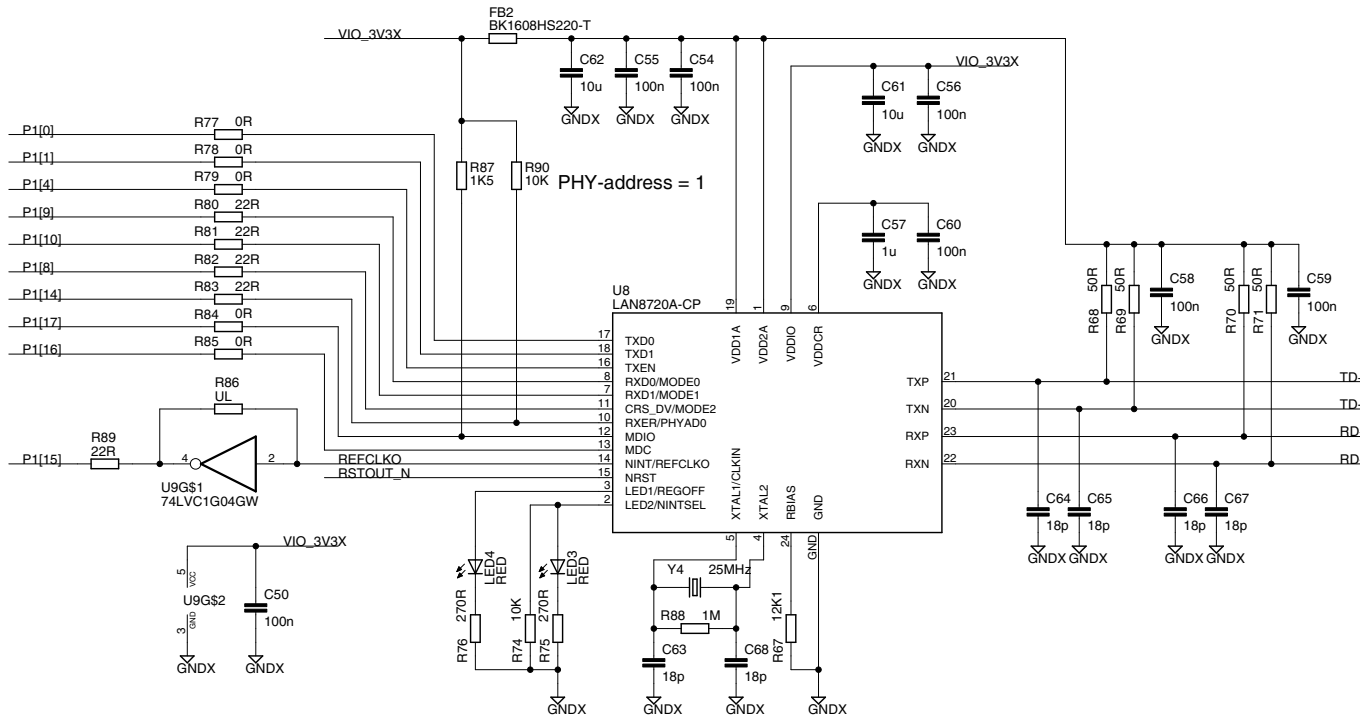 FB2
BK1608HS220-T
VIO_3V3X
C62
10u
GNDX
C55
100n
GNDX
C54
100n
GNDX
VIO_3V3X
C61
10u
GNDX
C56
100n
GNDX
P1[0]
R77 0R
P1[1]
R78 0R
P1[4]
R79 0R
P1[9]
R80 22R
P1[10]
R81 22R
P1[8]
R82 22R
P1[14]
R83 22R
P1[17]
R84 0R
P1[16]
R85 0R
R87
1K5
R90
10K
PHY-address = 1
C57
1u
GNDX
C60
100n
GNDX
R68 50R
R69 50R
C58
100n
GNDX
R70 50R
R71 50R
C59
100n
GNDX
U8
LAN8720A-CP
19 VDD1A
1 VDD2A
9 VDDIO
6 VDDCR
17 TXD0
18 TXD1
16 TXEN
8 RXD0/MODE0
7 RXD1/MODE1
11 CRS_DV/MODE2
10 RXER/PHYAD0
12 MDIO
13 MDC
14 NINT/REFCLKO
15 NRST
3 LED1/REGOFF
2 LED2/NINTSEL
TXP 21 TD-
TXN 20 TD-
RXP 23 RD
RXN 22 RD
XTAL1/CLKIN 5
XTAL2 4
RBIAS 24
GND GND
R86
UL
P1[15]
R89
22R
4
2
REFCLKO
RSTOUT_N
U9G$1
74LVC1G04GW
VIO_3V3X
5 VCC
U9G$2
3 GND
GNDX
C50
100n
GNDX
LED4
RED
R76 270R
R74 10K
LED3
RED
R75 270R
GNDX
Y4 25MHz
R88 1M
C63
18p
GNDX
C68
18p
GNDX
R67 12K1
GNDX
C64
18p
GNDX
C65
18p
GNDX
C66
18p
GNDX
C67
18p
GNDX